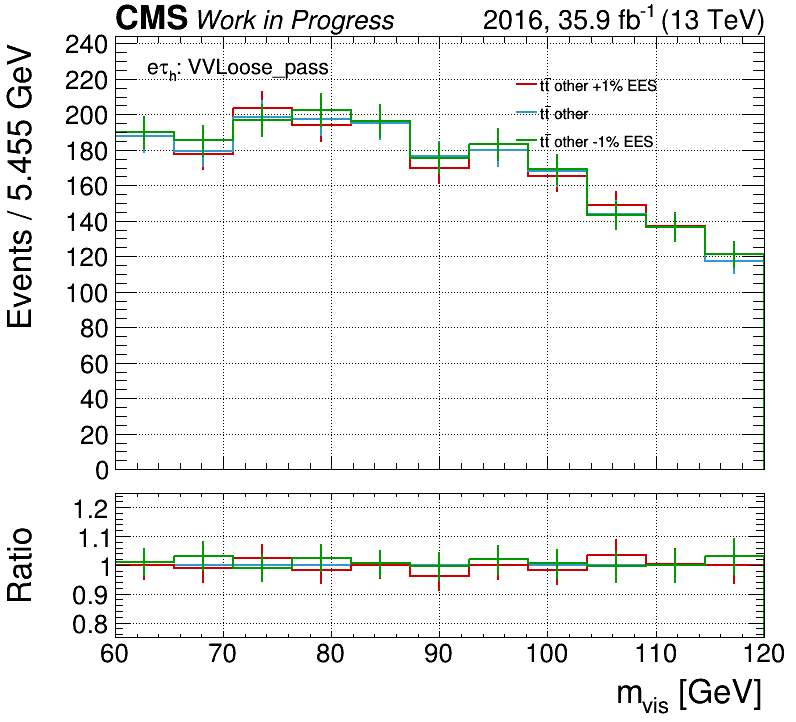 CMS Work in Progress 2016, 35.9 fb⁻¹ (13 TeV)
Events / 5.455 GeV
240
220
200
180
160
140
120
100
80
60
40
20
0
eτₕ: VVLoose_pass
tt̄ other +1% EES
tt̄ other
tt̄ other -1% EES
Ratio
1.2
1.1
1
0.9
0.8
60 70 80 90 100 110 120
m_vis [GeV]